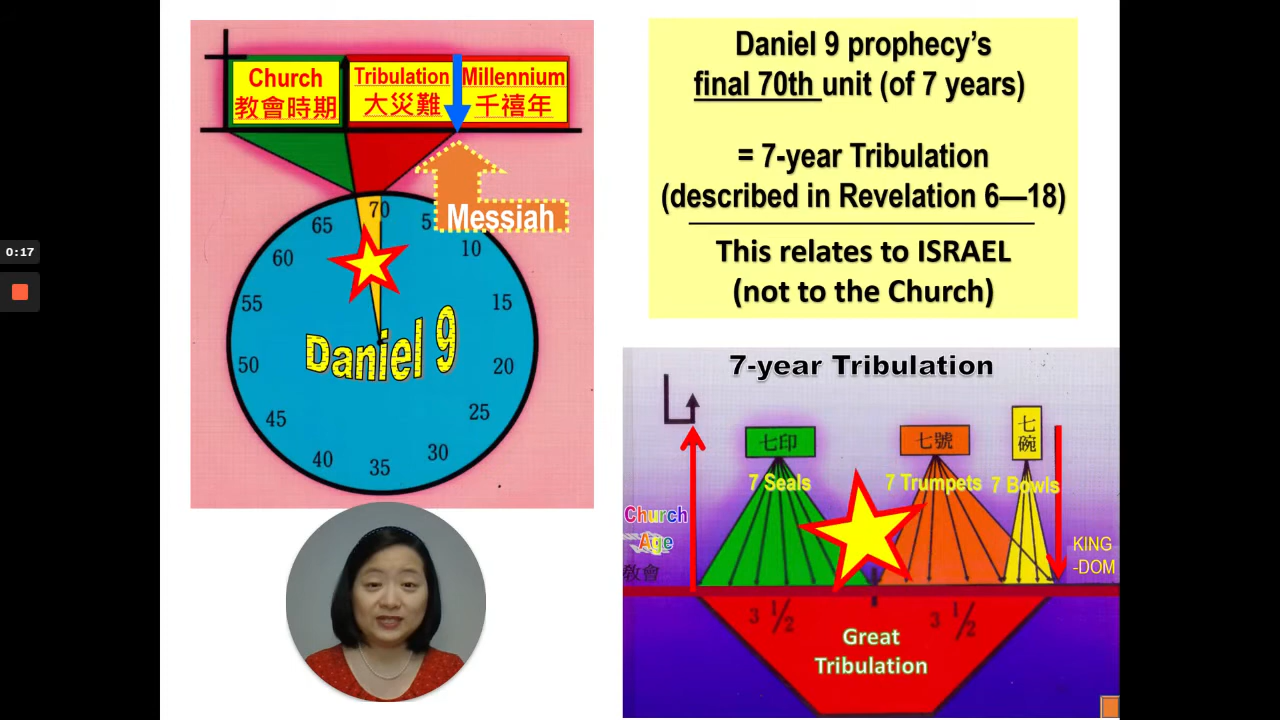 0:17
Church
教會時期
Tribulation
大災難
Millennium
千禧年
Messiah
70
5
10
15
20
25
30
35
40
45
50
55
60
65
Daniel 9
Daniel 9 prophecy’s
final 70th unit (of 7 years)
= 7-year Tribulation
(described in Revelation 6—18)
This relates to ISRAEL
(not to the Church)
7-year Tribulation
七印
七號
七碗
7 Seals
7 Trumpets
7 Bowls
Church
Age
教會
KING
-DOM
3 1/2
3 1/2
Great
Tribulation